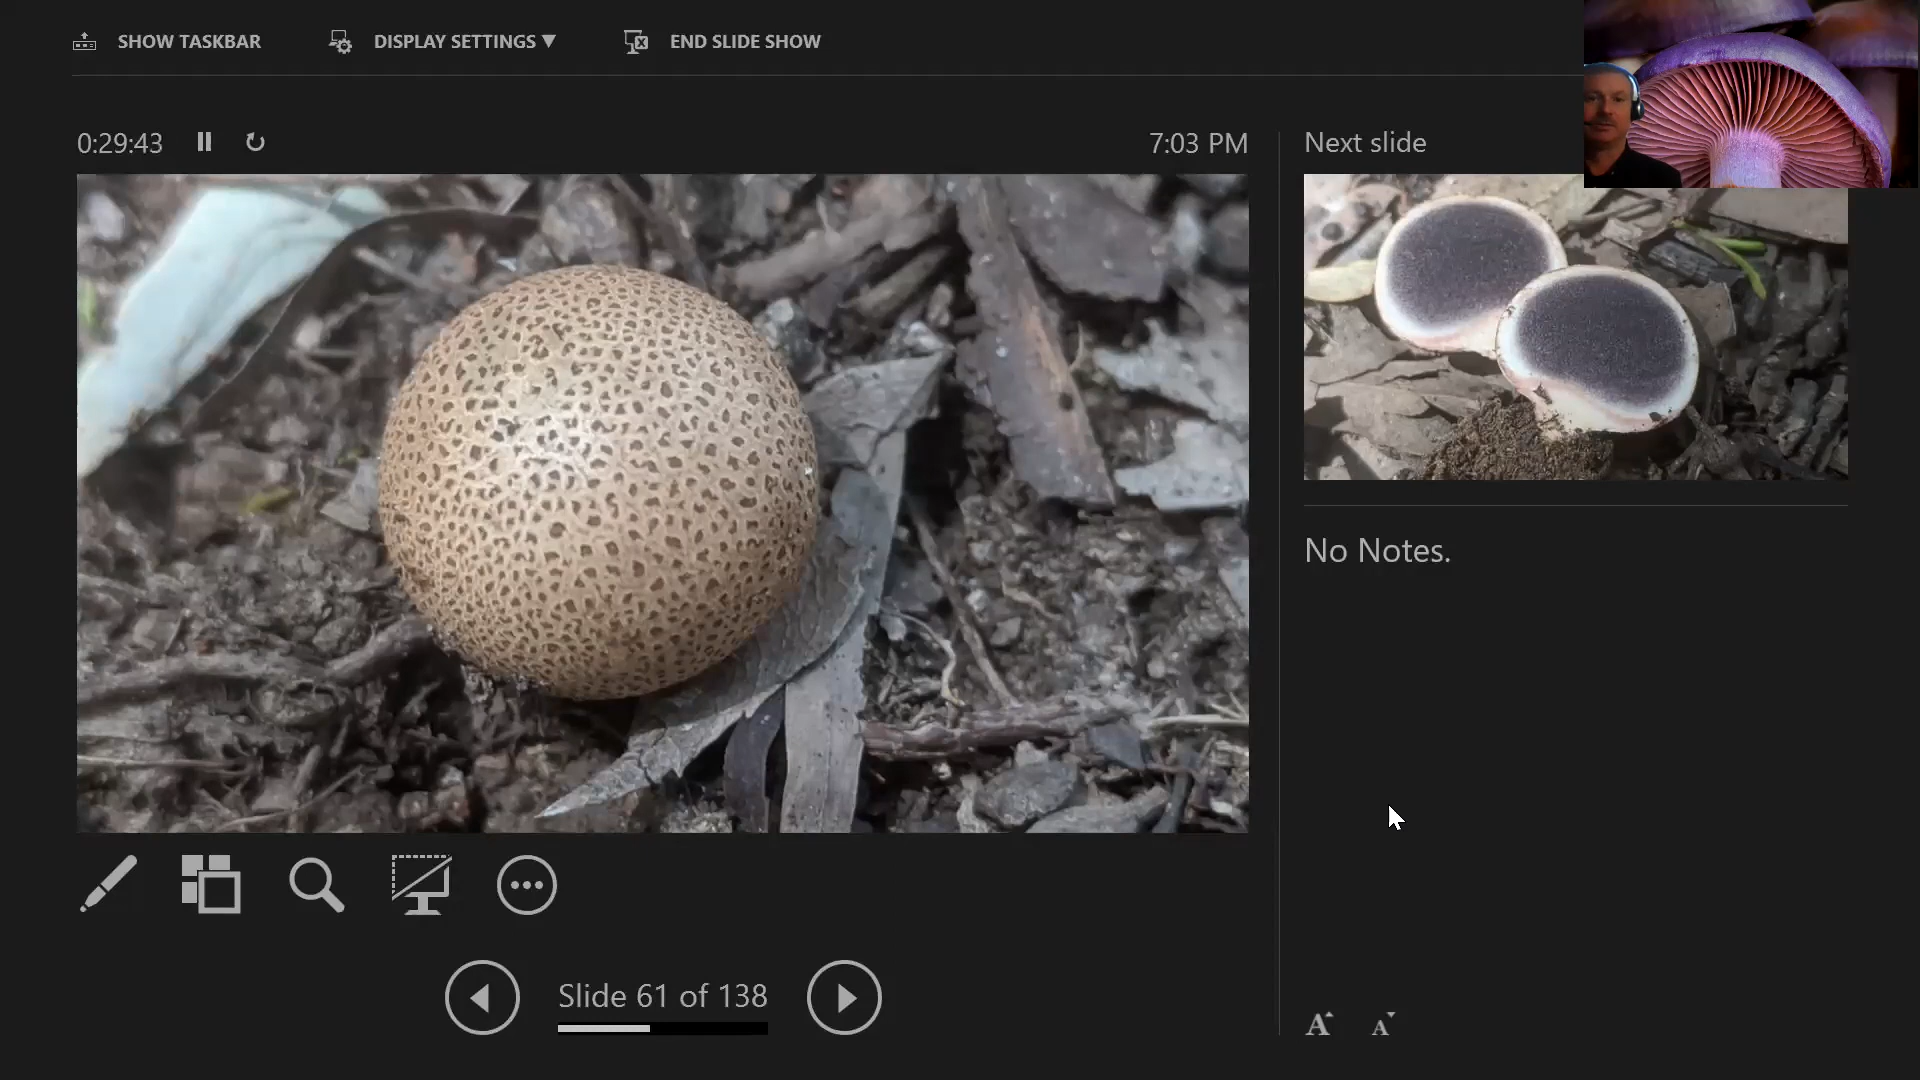 SHOW TASKBAR
DISPLAY SETTINGS ▼
END SLIDE SHOW
0:29:43
7:03 PM
Next slide
No Notes.
Slide 61 of 138
A
A